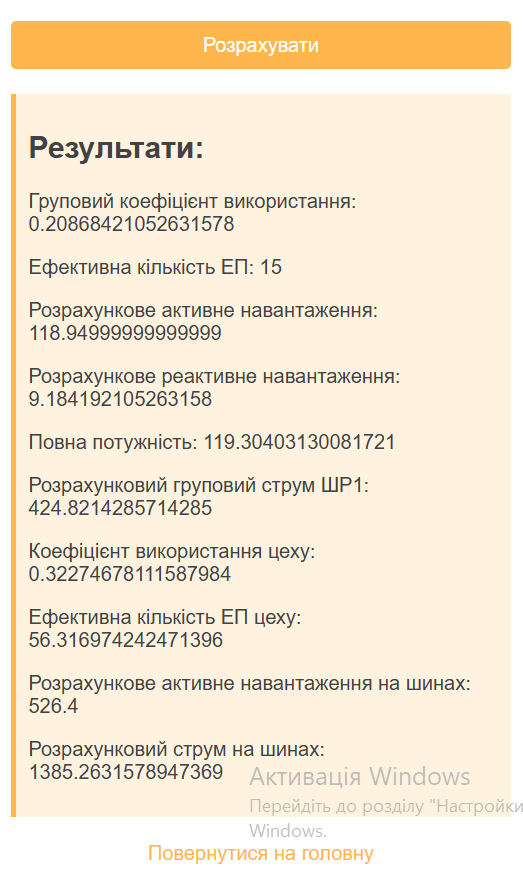 Розрахувати
Результати:
Груповий коефіцієнт використання:
0.20868421052631578
Ефективна кількість ЕП: 15
Розрахункове активне навантаження:
118.94999999999999
Розрахункове реактивне навантаження:
9.184192105263158
Повна потужність: 119.30403130081721
Розрахунковий груповий струм ШР1:
424.8214285714285
Коефіцієнт використання цеху:
0.32274678111587984
Ефективна кількість ЕП цеху:
56.316974242471396
Розрахункове активне навантаження на шинах:
526.4
Розрахунковий струм на шинах:
1385.2631578947369
Активація Windows
Перейдіть до розділу "Настройки
Windows.
Повернутися на головну